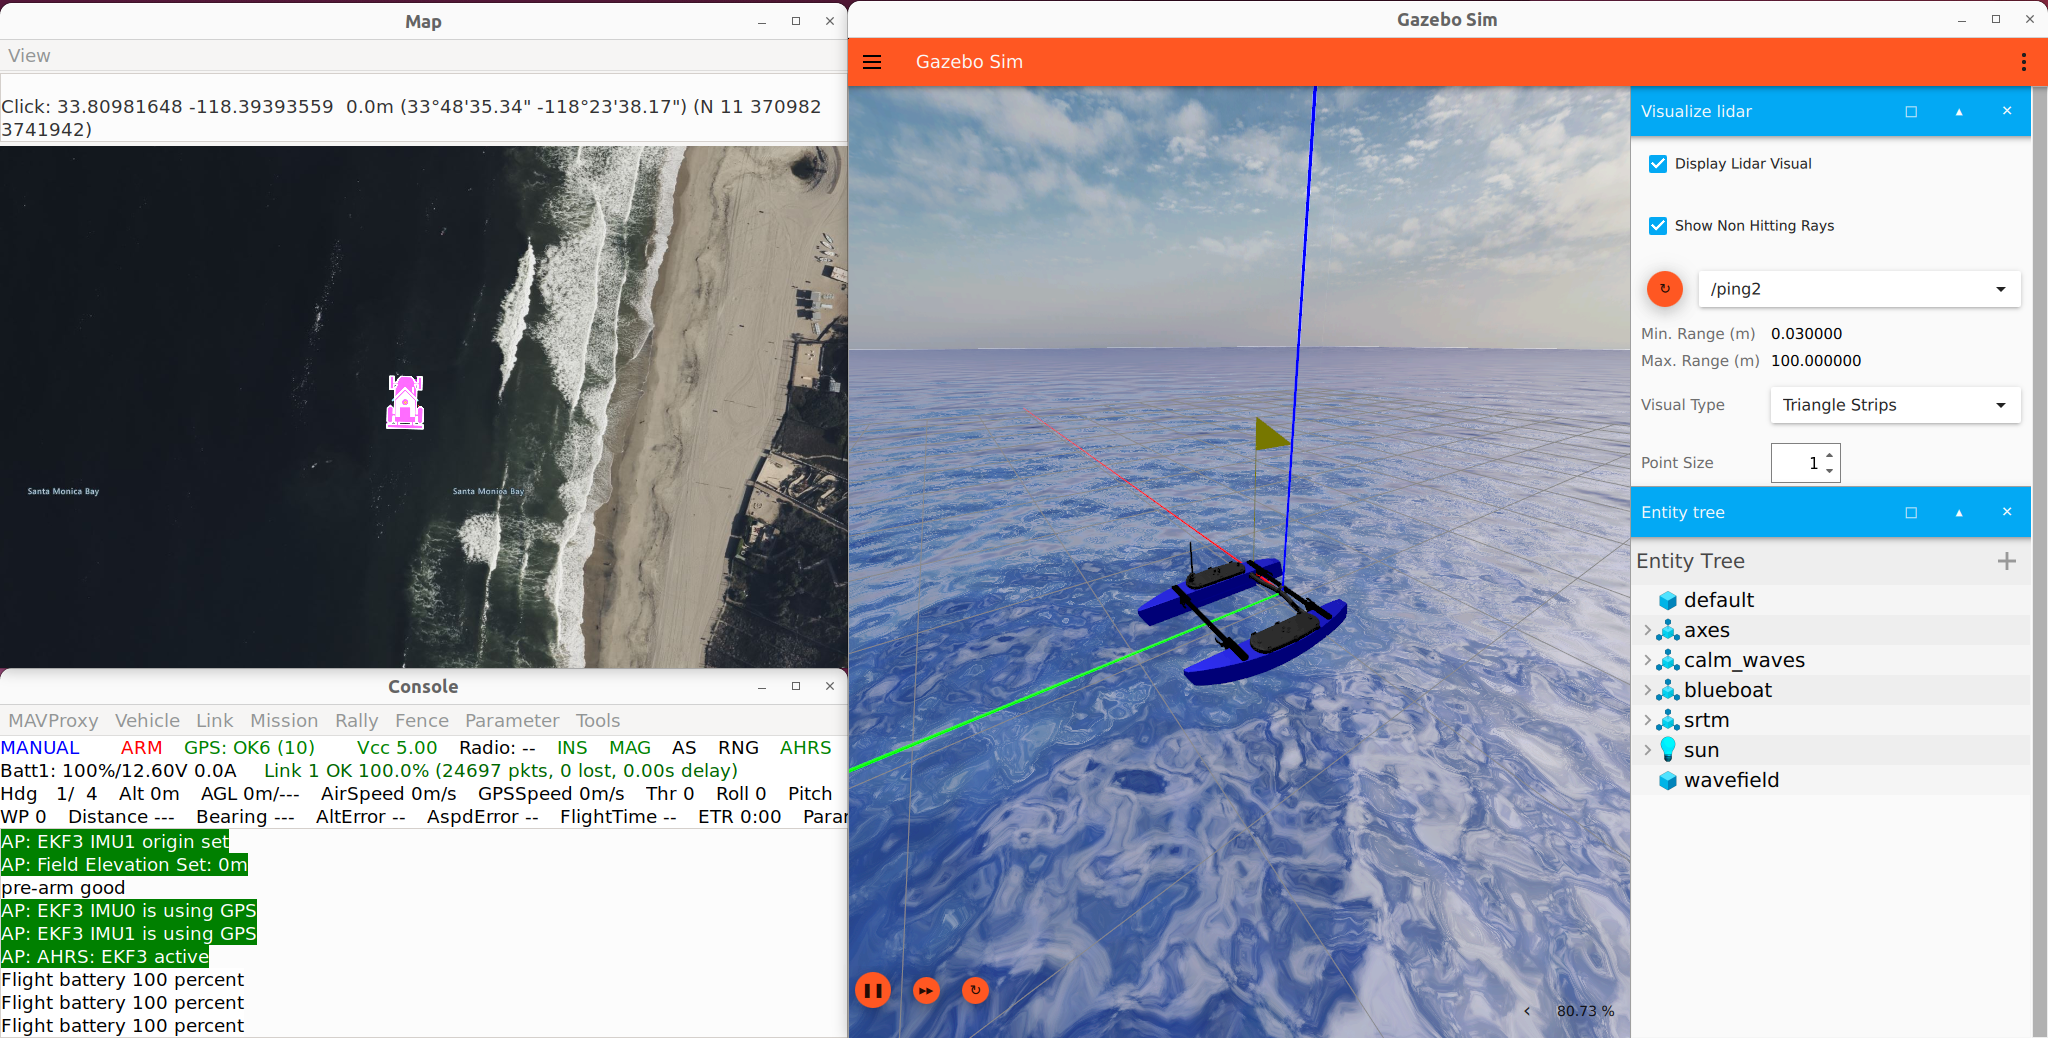 Map
View
Click: 33.80981648 -118.39393559  0.0m (33°48'35.34" -118°23'38.17") (N 11 370982
3741942)
Santa Monica Bay
Santa Monica Bay
Console
MAVProxy Vehicle Link Mission Rally Fence Parameter Tools
MANUAL ARM GPS: OK6 (10) Vcc 5.00 Radio: -- INS MAG AS RNG AHRS
Batt1: 100%/12.60V 0.0A Link 1 OK 100.0% (24697 pkts, 0 lost, 0.00s delay)
Hdg 1/ 4 Alt 0m AGL 0m/--- AirSpeed 0m/s GPSSpeed 0m/s Thr 0 Roll 0 Pitch
WP 0 Distance --- Bearing --- AltError -- AspdError -- FlightTime -- ETR 0:00 Para
AP: EKF3 IMU1 origin set
AP: Field Elevation Set: 0m
pre-arm good
AP: EKF3 IMU0 is using GPS
AP: EKF3 IMU1 is using GPS
AP: AHRS: EKF3 active
Flight battery 100 percent
Flight battery 100 percent
Flight battery 100 percent
Gazebo Sim
Gazebo Sim
80.73 %
Visualize lidar
Display Lidar Visual
Show Non Hitting Rays
/ping2
Min. Range (m) 0.030000
Max. Range (m) 100.000000
Visual Type Triangle Strips
Point Size 1
Entity tree
Entity Tree
default
axes
calm_waves
blueboat
srtm
sun
wavefield